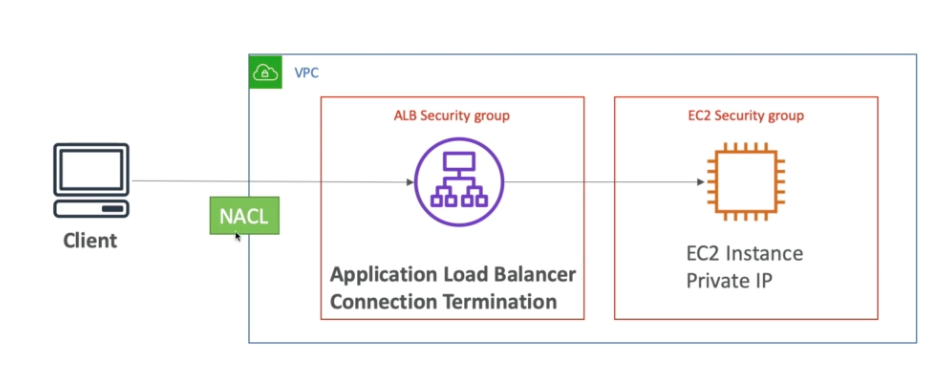 VPC
ALB Security group
EC2 Security group
NACL
Client
Application Load Balancer
Connection Termination
EC2 Instance
Private IP